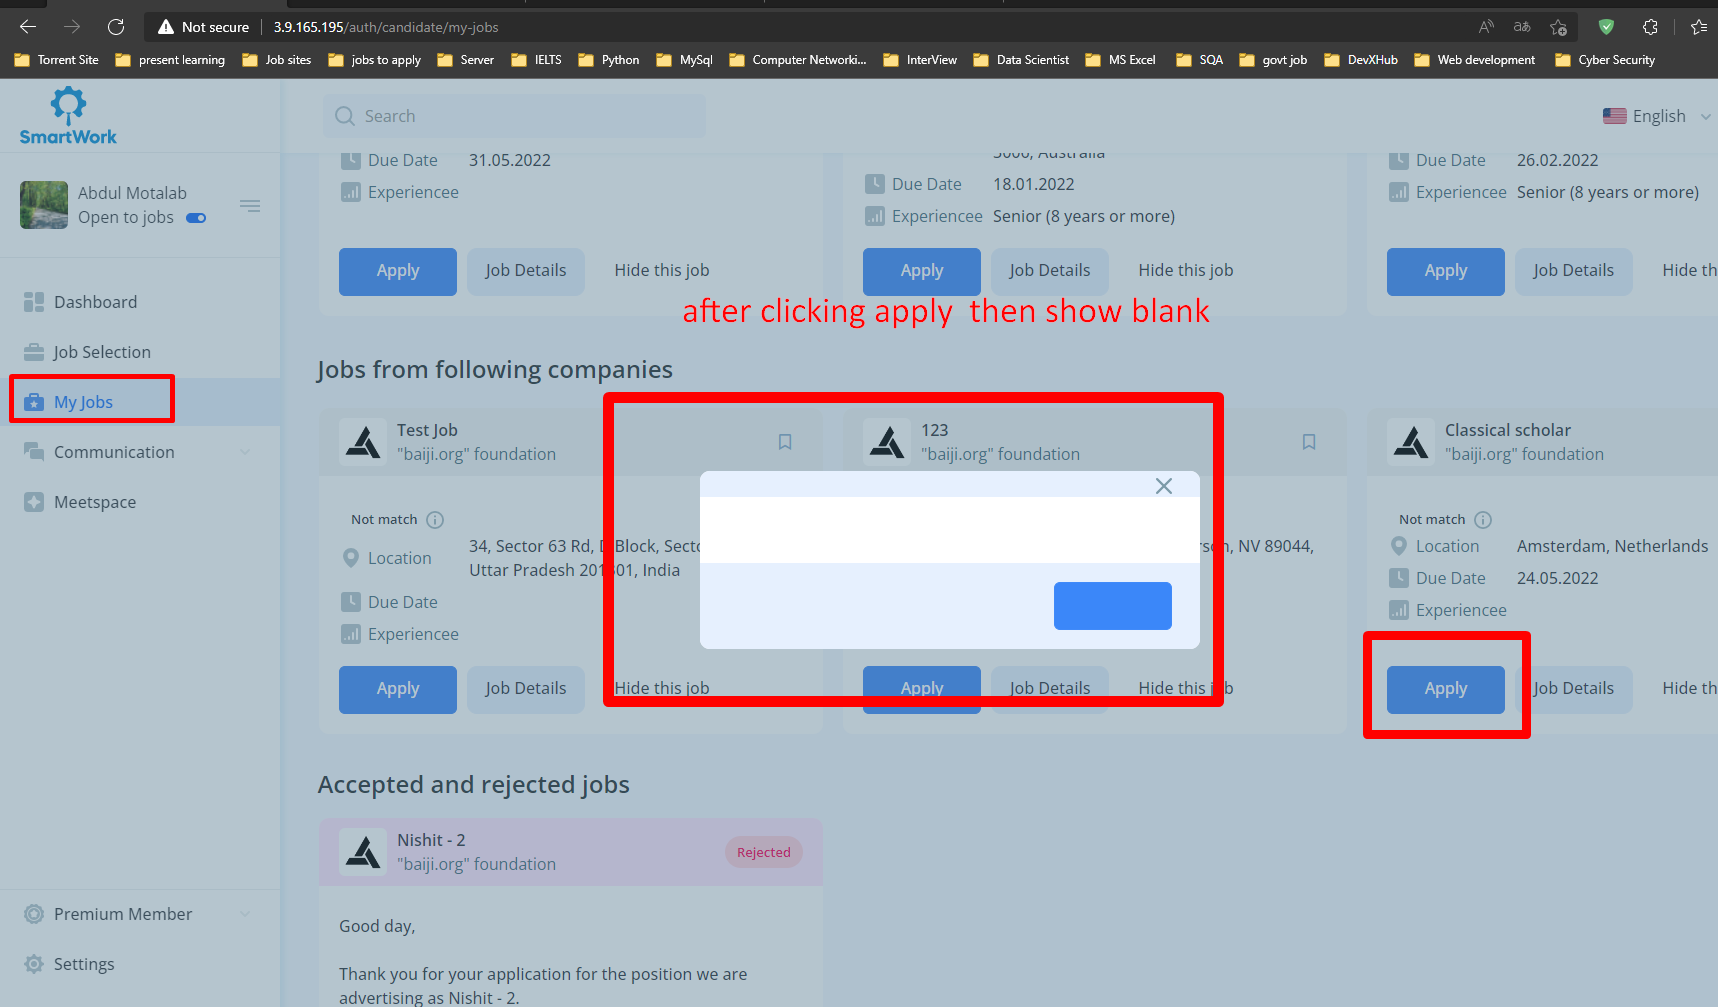 Not secure 3.9.165.195/auth/candidate/my-jobs
Torrent Site present learning Job sites jobs to apply Server IELTS Python MySql Computer Networki... InterView Data Scientist MS Excel SQA govt job DevXHub Web development Cyber Security
SmartWork
Search
English
Abdul Motalab
Open to jobs
Dashboard
Job Selection
My Jobs
Communication
Meetspace
Premium Member
Settings
Due Date 31.05.2022
Experiencee
Apply Job Details Hide this job
Due Date 18.01.2022
Experiencee Senior (8 years or more)
Apply Job Details Hide this job
Due Date 26.02.2022
Experiencee Senior (8 years or more)
Apply Job Details Hide th
after clicking apply then show blank
Jobs from following companies
Test Job
"baiji.org" foundation
Not match
Location 34, Sector 63 Rd, Block, Secto
Uttar Pradesh 201301, India
Due Date
Experiencee
Apply Job Details Hide this job
123
"baiji.org" foundation
NV 89044,
Apply Job Details Hide this job
Classical scholar
"baiji.org" foundation
Not match
Location Amsterdam, Netherlands
Due Date 24.05.2022
Experiencee
Apply Job Details Hide th
Accepted and rejected jobs
Nishit - 2
"baiji.org" foundation
Rejected
Good day,
Thank you for your application for the position we are
advertising as Nishit - 2.